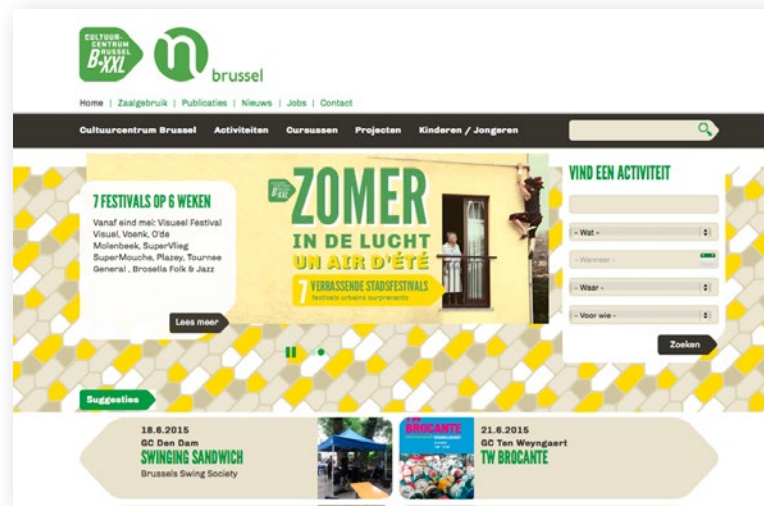 CULTUUR-
CENTRUM
BRUSSEL
B-XXL
n
brussel
Home | Zaalgebruik | Publicaties | Nieuws | Jobs | Contact
Cultuurcentrum Brussel Activiteiten Cursussen Projecten Kinderen / Jongeren
7 FESTIVALS OP 6 WEKEN
Vanaf eind mei: Visueel Festival
Visuel, Voenk, O'de
Molenbeek, SuperVlieg
SuperMouche, Plazey, Tournee
General , Brosella Folk & Jazz
Lees meer
B-XXL
ZOMER
IN DE LUCHT
UN AIR D'ÉTÉ
7 VERRASSENDE STADSFESTIVALS
festivals urbains surprenants
VIND EEN ACTIVITEIT
- Wat -
- Wanneer -
- Waar -
- Voor wie -
Zoeken
Suggesties
18.6.2015
GC Den Dam
SWINGING SANDWICH
Brussels Swing Society
TW
BROCANTE
21.6.2015
GC Ten Weyngaert
TW BROCANTE